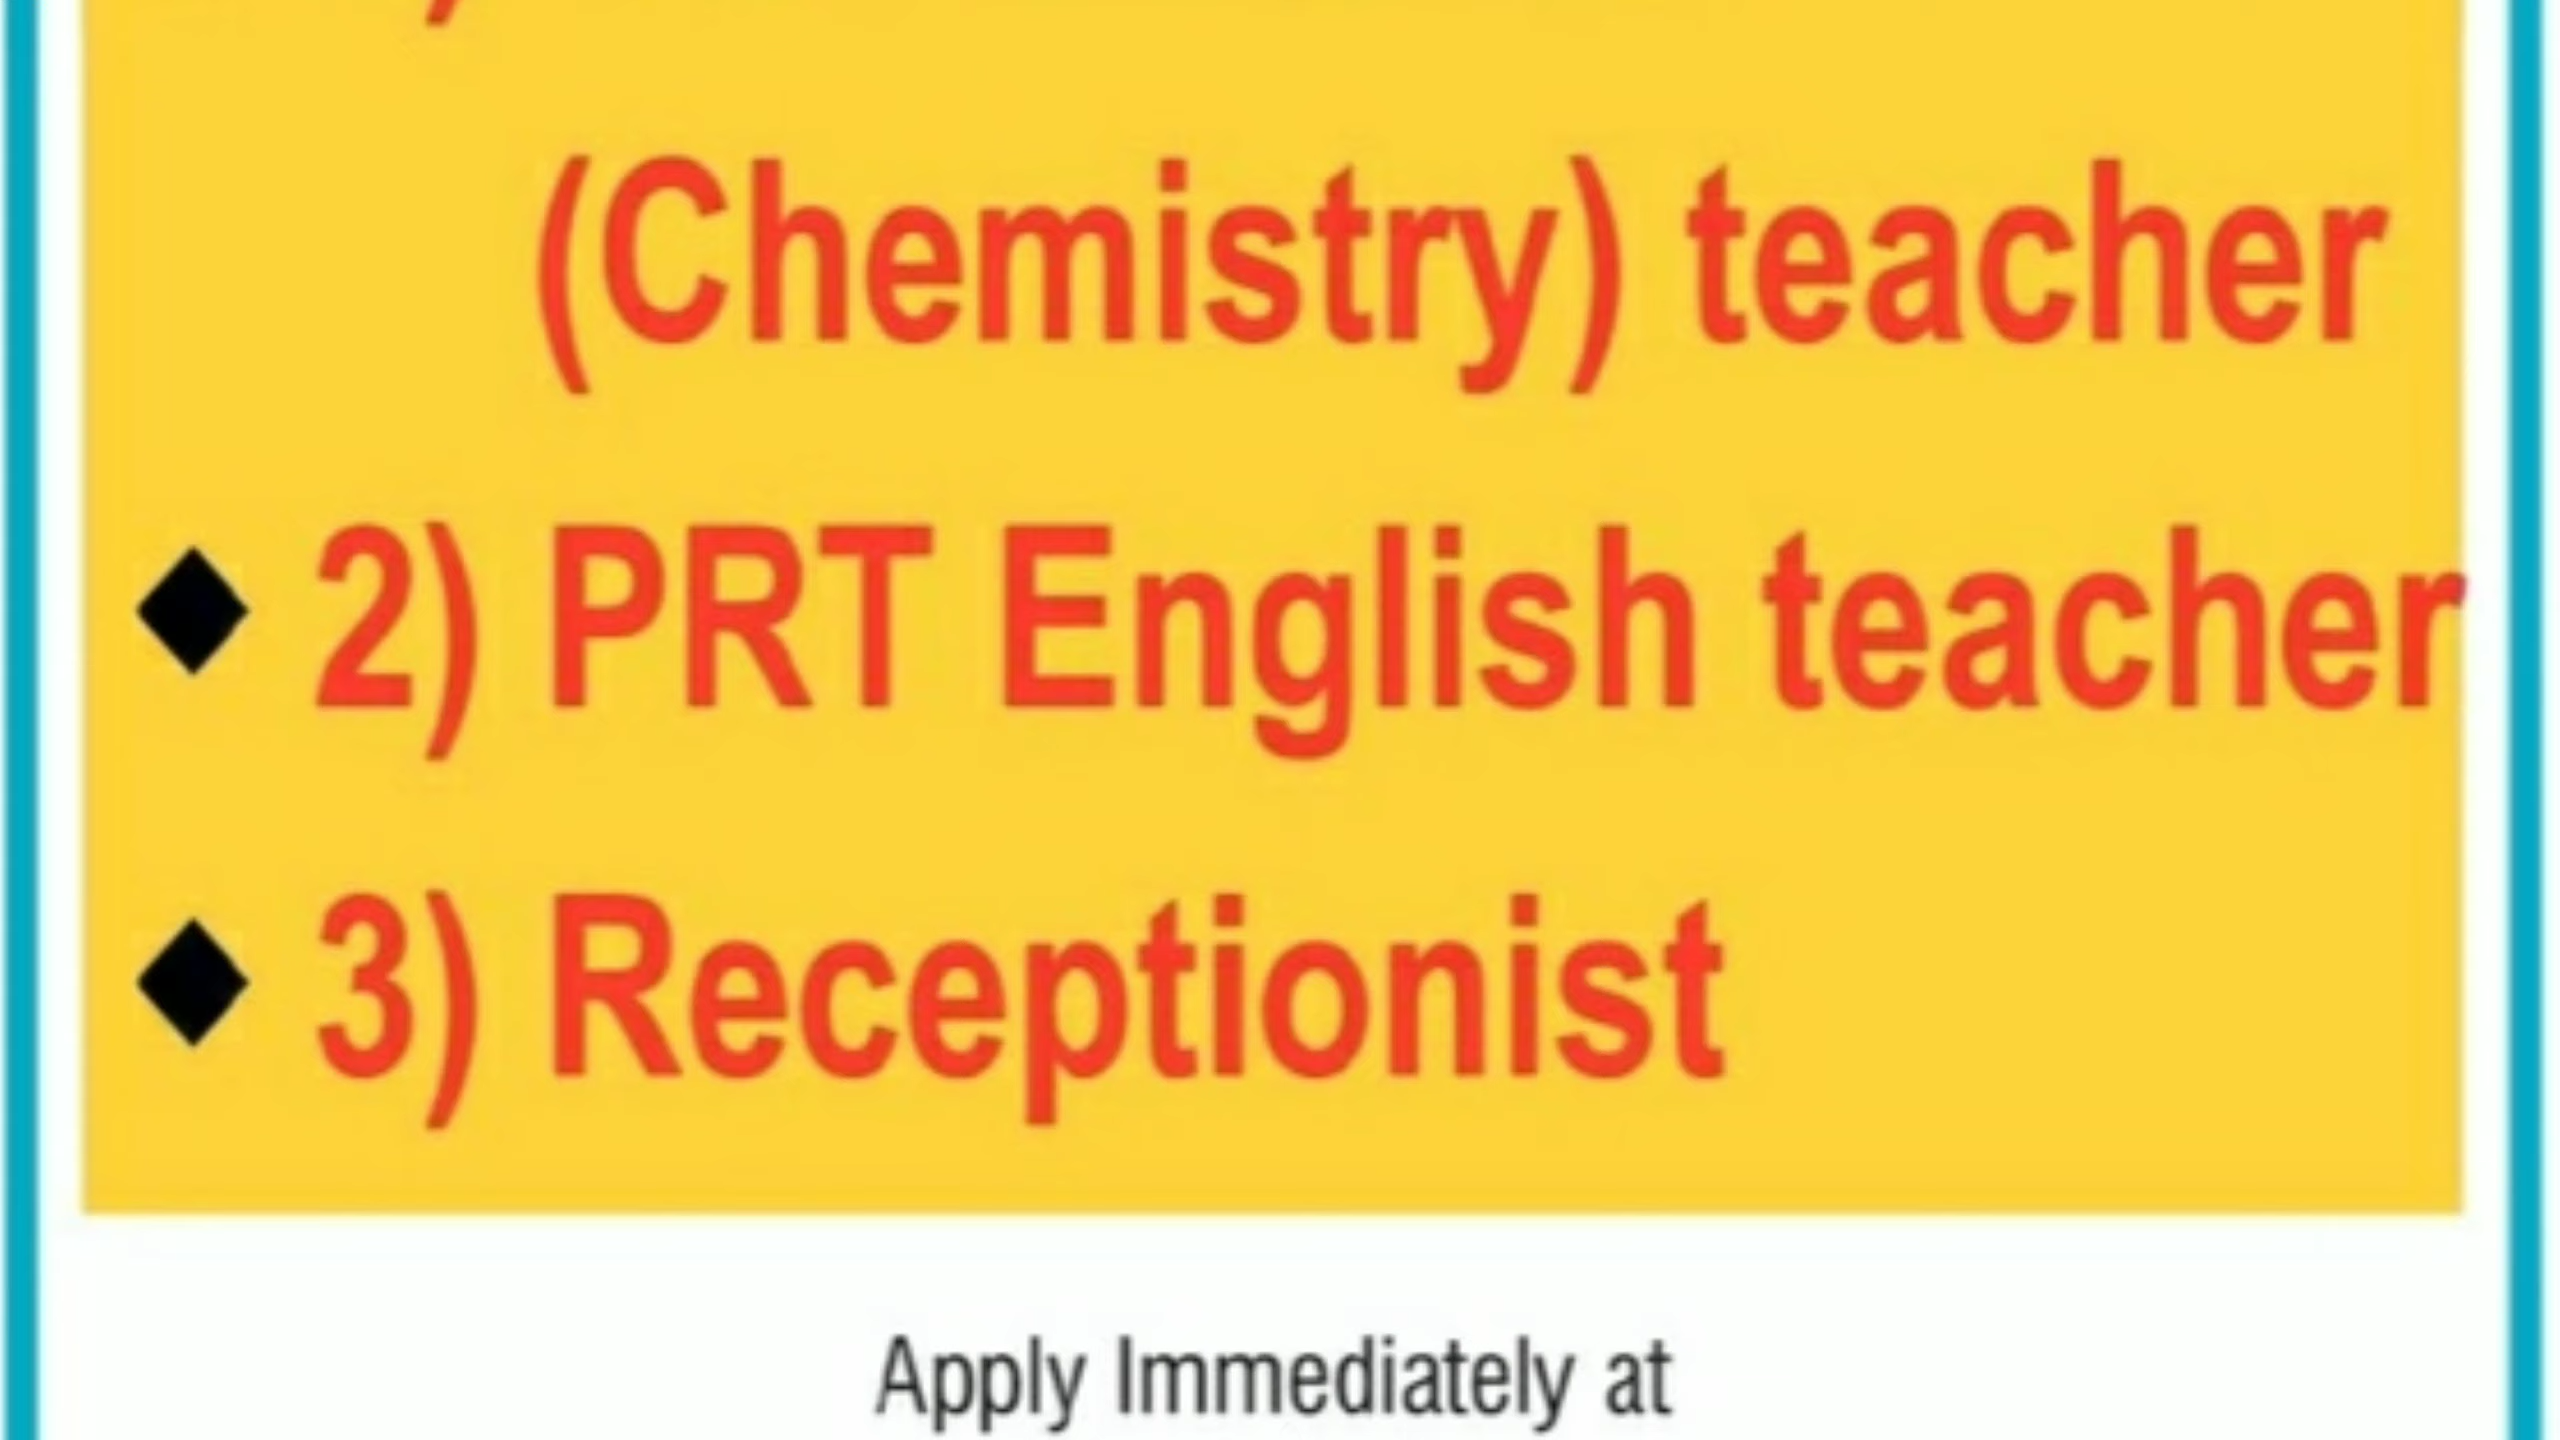 (Chemistry) teacher
♦ 2) PRT English teacher
♦ 3) Receptionist
Apply Immediately at